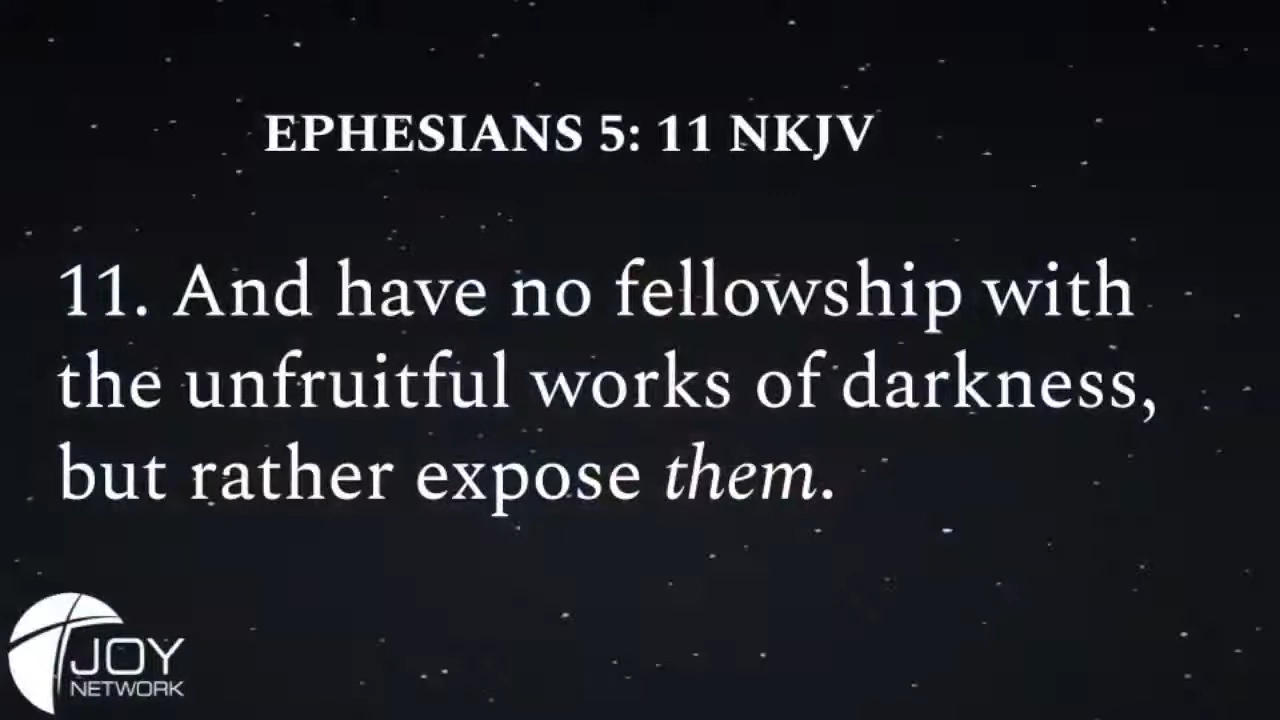 EPHESIANS 5: 11 NKJV
11. And have no fellowship with
the unfruitful works of darkness,
but rather expose them.
JOY
NETWORK